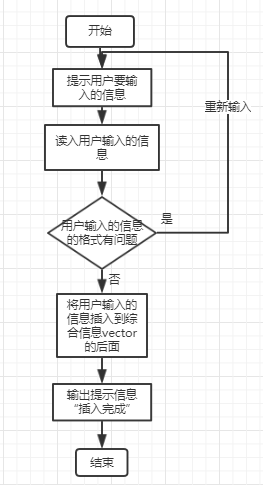 开始
提示用户要输
入的信息
重新输入
读入用户输入的信
息
用户输入的信息
的格式有问题
是
否
将用户输入的
信息插入到综
合信息vector
的后面
输出提示信息
“插入完成”
结束